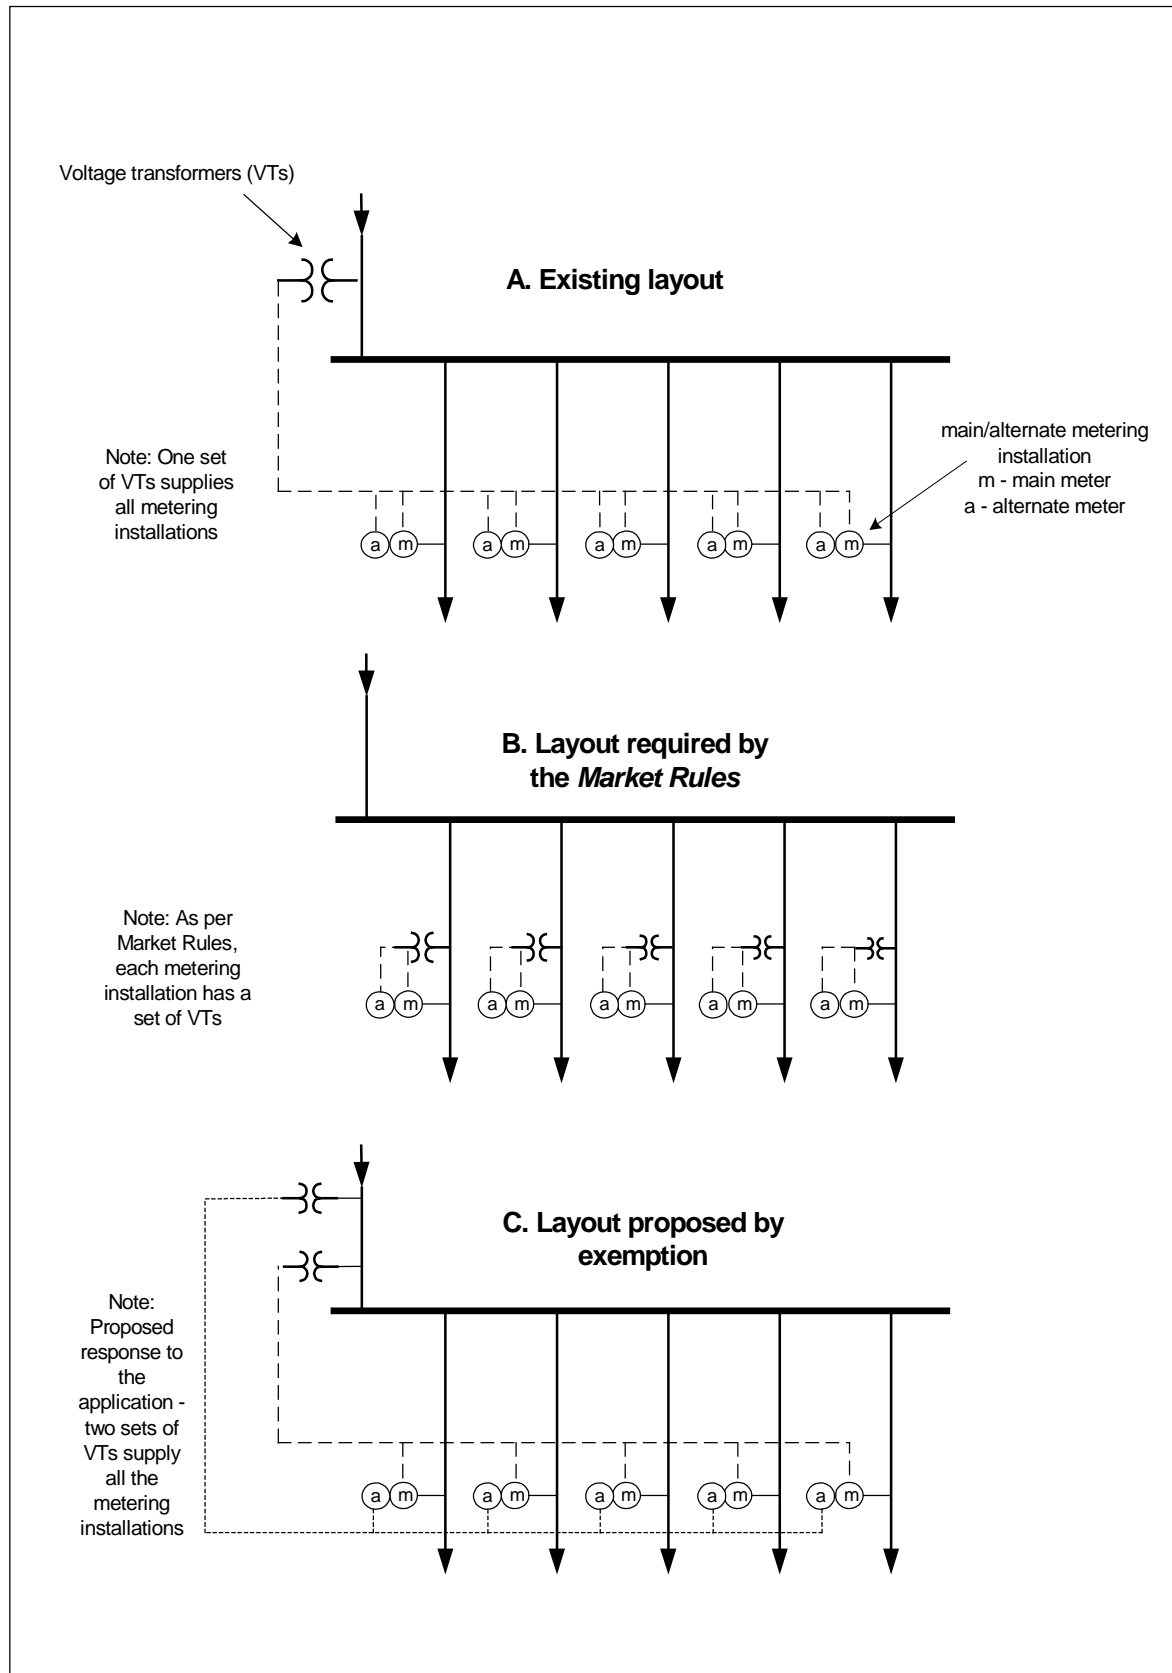 Voltage transformers (VTs)
A. Existing layout
Note: One set
of VTs supplies
all metering
installations
main/alternate metering
installation
m - main meter
a - alternate meter
a m a m a m a m a m
B. Layout required by
the Market Rules
Note: As per
Market Rules,
each metering
installation has a
set of VTs
a m a m a m a m a m
C. Layout proposed by
exemption
Note:
Proposed
response to
the
application -
two sets of
VTs supply
all the
metering
installations
a m a m a m a m a m